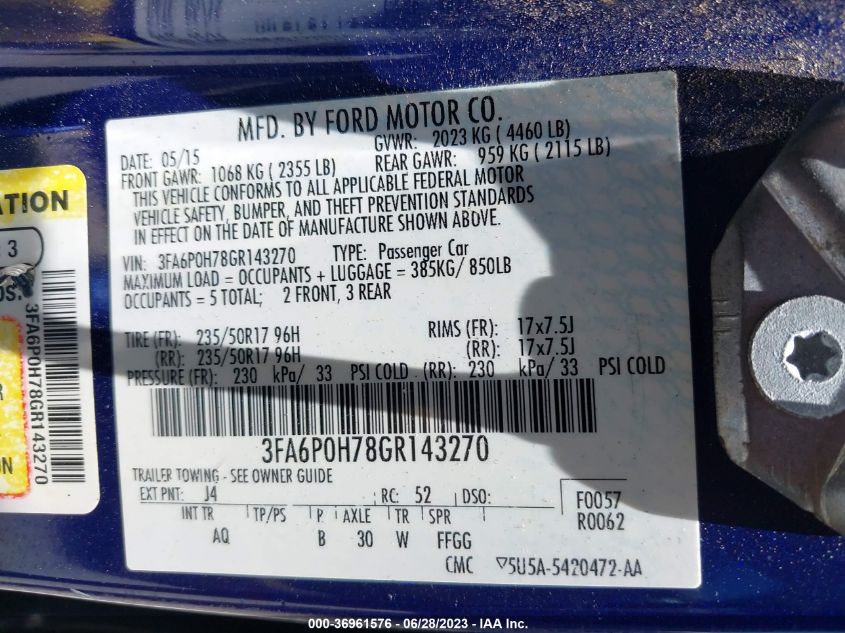 MFD. BY FORD MOTOR CO.
DATE: 05/15
GVWR: 2023 KG ( 4460 LB)
FRONT GAWR: 1068 KG ( 2355 LB)
REAR GAWR: 959 KG ( 2115 LB)
THIS VEHICLE CONFORMS TO ALL APPLICABLE FEDERAL MOTOR
VEHICLE SAFETY, BUMPER, AND THEFT PREVENTION STANDARDS
IN EFFECT ON THE DATE OF MANUFACTURE SHOWN ABOVE.
VIN: 3FA6P0H78GR143270 TYPE: Passenger Car
MAXIMUM LOAD = OCCUPANTS + LUGGAGE = 385KG/ 850LB
OCCUPANTS = 5 TOTAL; 2 FRONT, 3 REAR
TIRE (FR): 235/50R17 96H RIMS (FR): 17x7.5J
(RR): 235/50R17 96H (RR): 17x7.5J
PRESSURE (FR): 230 kPa/ 33 PSI COLD (RR): 230 kPa/ 33 PSI COLD
3FA6P0H78GR143270
TRAILER TOWING - SEE OWNER GUIDE
EXT PNT: J4 RC: 52 DSO:
F0057
R0062
INT TR TP/PS R AXLE TR SPR
AQ B 30 W FFGG
CMC ▽5U5A-5420472-AA
ATION
3
DS.
3FA6P0H78GR143270
R
ON
000-36961576 / 06/28/2023 - IAA Inc.